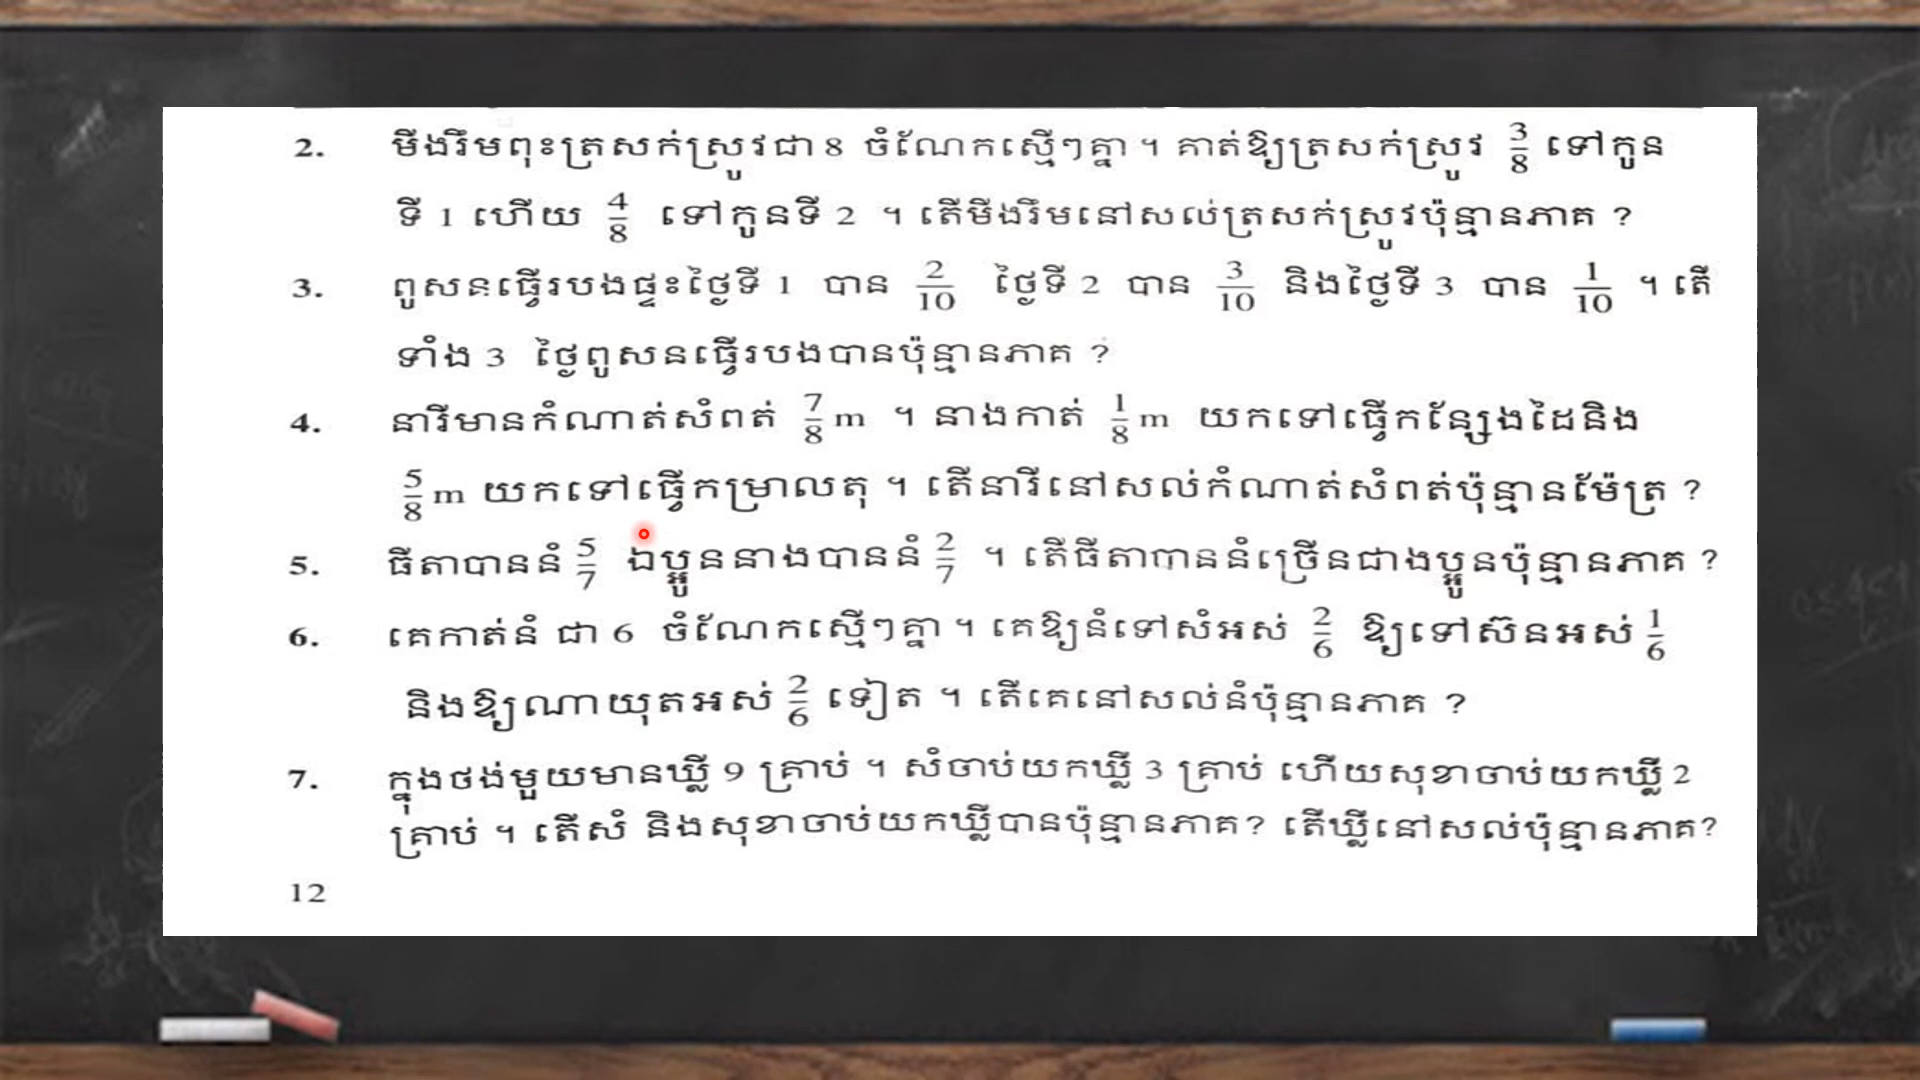 2. មីងរឹមពុះត្រសក់ស្រូវជា 8 ចំណែកស្មើៗគ្នា ។ គាត់ឱ្យត្រសក់ស្រូវ 3/8 ទៅកូន
ទី 1 ហើយ 4/8 ទៅកូនទី 2 ។ តើមីងរឹមនៅសល់ត្រសក់ស្រូវប៉ុន្មានភាគ ?
3. ពូសនធ្វើរបងផ្ទះថ្ងៃទី 1 បាន 2/10 ថ្ងៃទី 2 បាន 3/10 និងថ្ងៃទី 3 បាន 1/10 ។ តើ
ទាំង 3 ថ្ងៃពូសនធ្វើរបងបានប៉ុន្មានភាគ ?
4. នារីមានកំណាត់សំពត់ 7/8 m ។ នាងកាត់ 1/8 m យកទៅធ្វើកន្សែងដៃនិង
5/8 m យកទៅធ្វើកម្រាលតុ ។ តើនារីនៅសល់កំណាត់សំពត់ប៉ុន្មានម៉ែត្រ ?
5. ធីតាបាននំ 5/7 ឯប្អូននាងបាននំ 2/7 ។ តើធីតាបាននំច្រើនជាងប្អូនប៉ុន្មានភាគ ?
6. គេកាត់នំ ជា 6 ចំណែកស្មើៗគ្នា ។ គេឱ្យនំទៅសំអស់ 2/6 ឱ្យទៅស៊នអស់ 1/6
និងឱ្យណាយុតអស់ 2/6 ទៀត ។ តើគេនៅសល់នំប៉ុន្មានភាគ ?
7. ក្នុងថង់មួយមានឃ្លី 9 គ្រាប់ ។ សំចាប់យកឃ្លី 3 គ្រាប់ ហើយសុខាចាប់យកឃ្លី 2
គ្រាប់ ។ តើសំ និងសុខាចាប់យកឃ្លីបានប៉ុន្មានភាគ? តើឃ្លីនៅសល់ប៉ុន្មានភាគ?
12